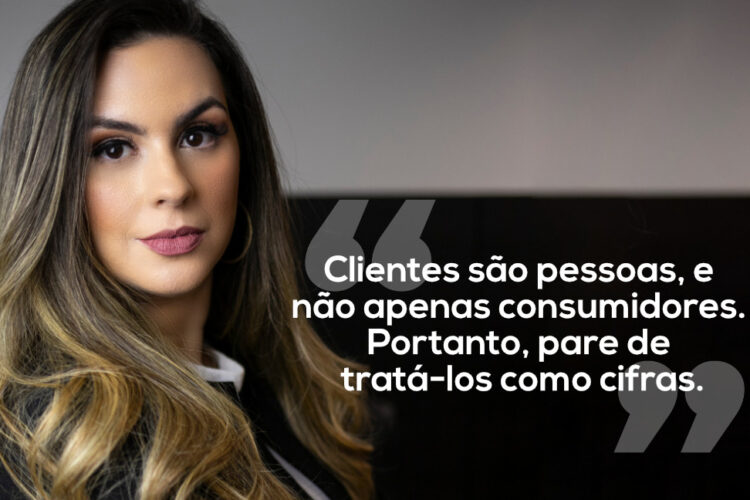 Clientes são pessoas, e
não apenas consumidores.
Portanto, pare de
tratá-los como cifras.